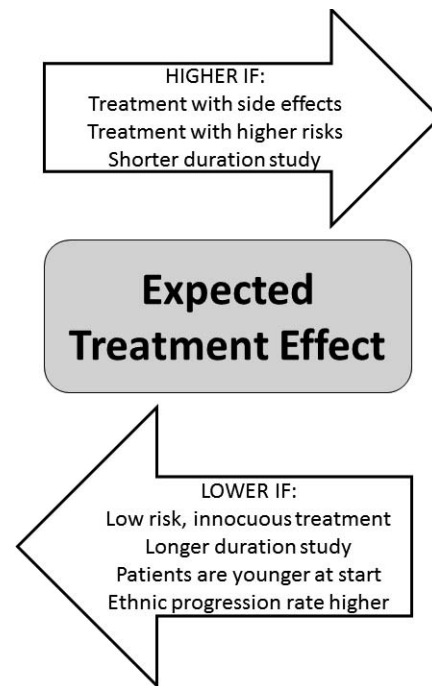 HIGHER IF:
Treatment with side effects
Treatment with higher risks
Shorter duration study
Expected
Treatment Effect
LOWER IF:
Low risk, innocuous treatment
Longer duration study
Patients are younger at start
Ethnic progression rate higher